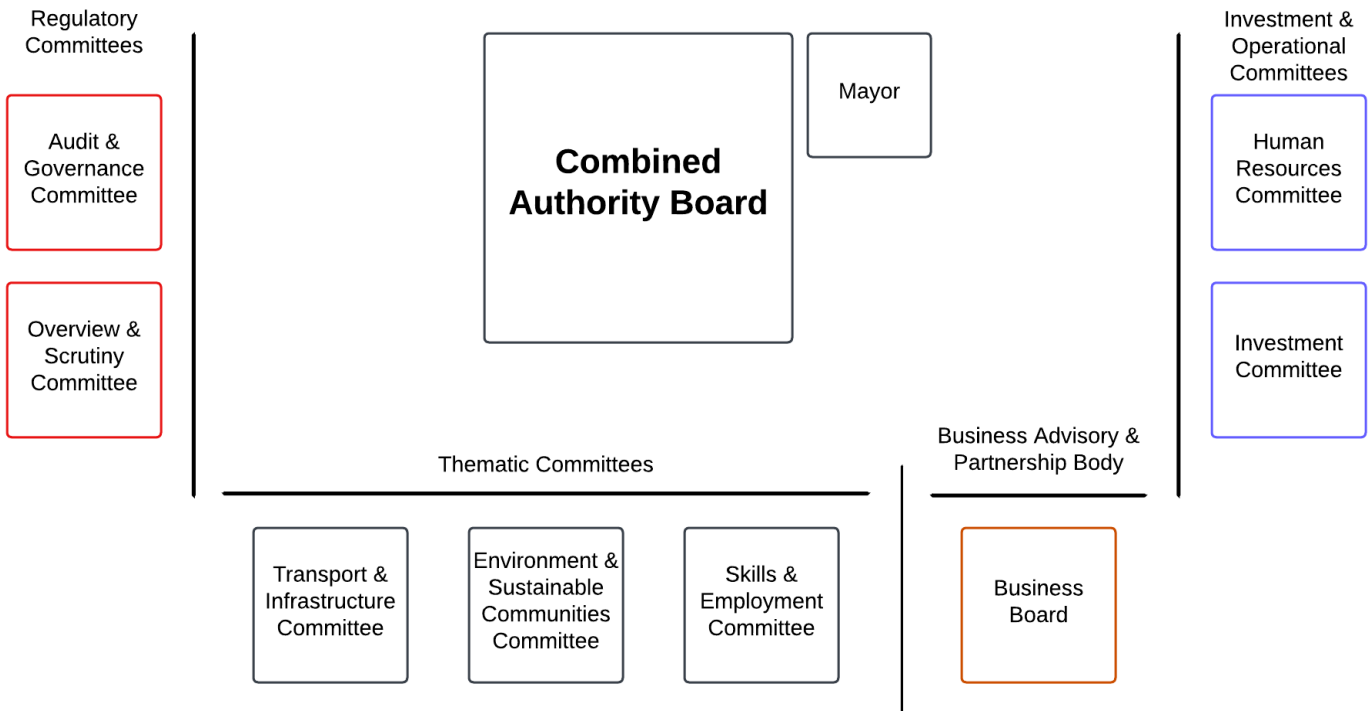 Regulatory
Committees
Audit &
Governance
Committee
Overview &
Scrutiny
Committee
Combined
Authority Board
Mayor
Investment &
Operational
Committees
Human
Resources
Committee
Investment
Committee
Thematic Committees
Transport &
Infrastructure
Committee
Environment &
Sustainable
Communities
Committee
Skills &
Employment
Committee
Business Advisory &
Partnership Body
Business
Board